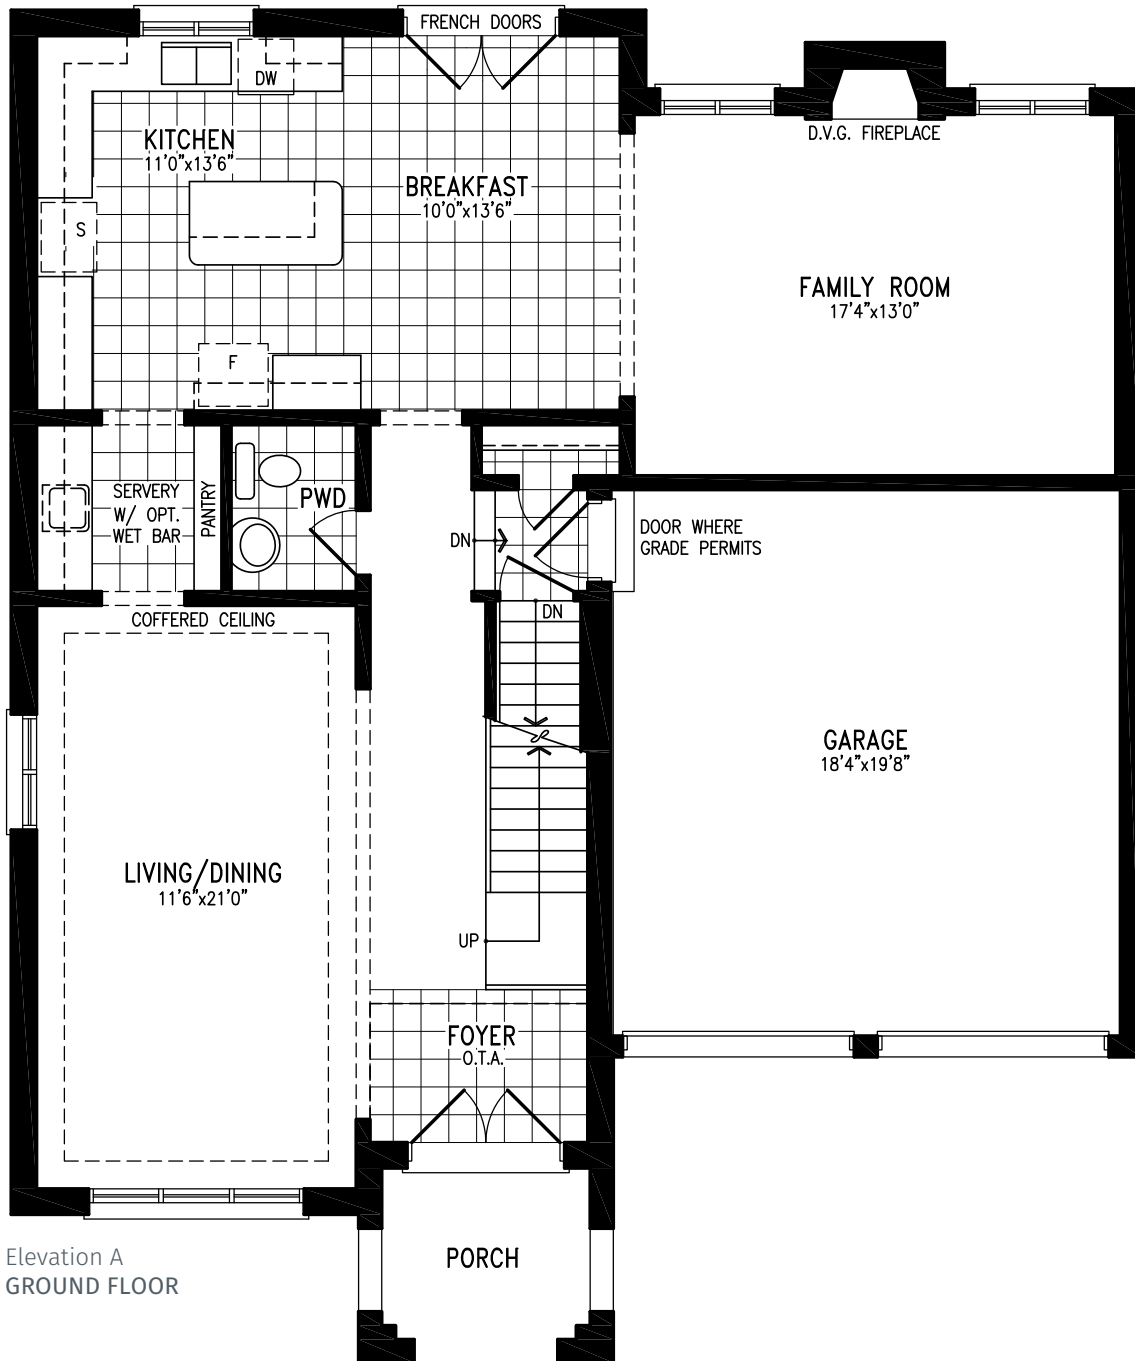 FRENCH DOORS
DW
KITCHEN
11'0"x13'6"
D.V.G. FIREPLACE
BREAKFAST
10'0"x13'6"
S
FAMILY ROOM
17'4"x13'0"
F
SERVERY
W/ OPT.
WET BAR
PANTRY
PWD
DN
DOOR WHERE
GRADE PERMITS
DN
COFFERED CEILING
GARAGE
18'4"x19'8"
LIVING/DINING
11'6"x21'0"
UP
FOYER
O.T.A.
PORCH
Elevation A
GROUND FLOOR